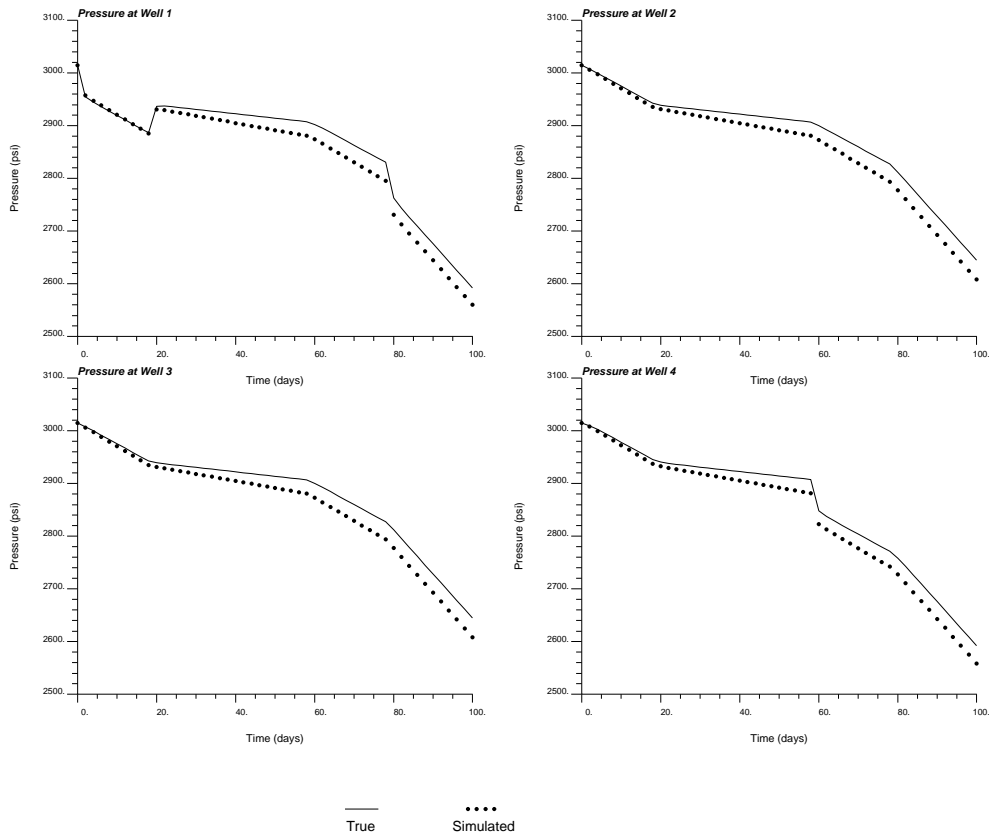 Pressure at Well 1
Pressure (psi)
3100.
3000.
2900.
2800.
2700.
2600.
2500.
0. 20. 40. 60. 80. 100.
Time (days)
Pressure at Well 2
Pressure (psi)
3100.
3000.
2900.
2800.
2700.
2600.
2500.
0. 20. 40. 60. 80. 100.
Time (days)
Pressure at Well 3
Pressure (psi)
3100.
3000.
2900.
2800.
2700.
2600.
2500.
0. 20. 40. 60. 80. 100.
Time (days)
Pressure at Well 4
Pressure (psi)
3100.
3000.
2900.
2800.
2700.
2600.
2500.
0. 20. 40. 60. 80. 100.
Time (days)
True Simulated